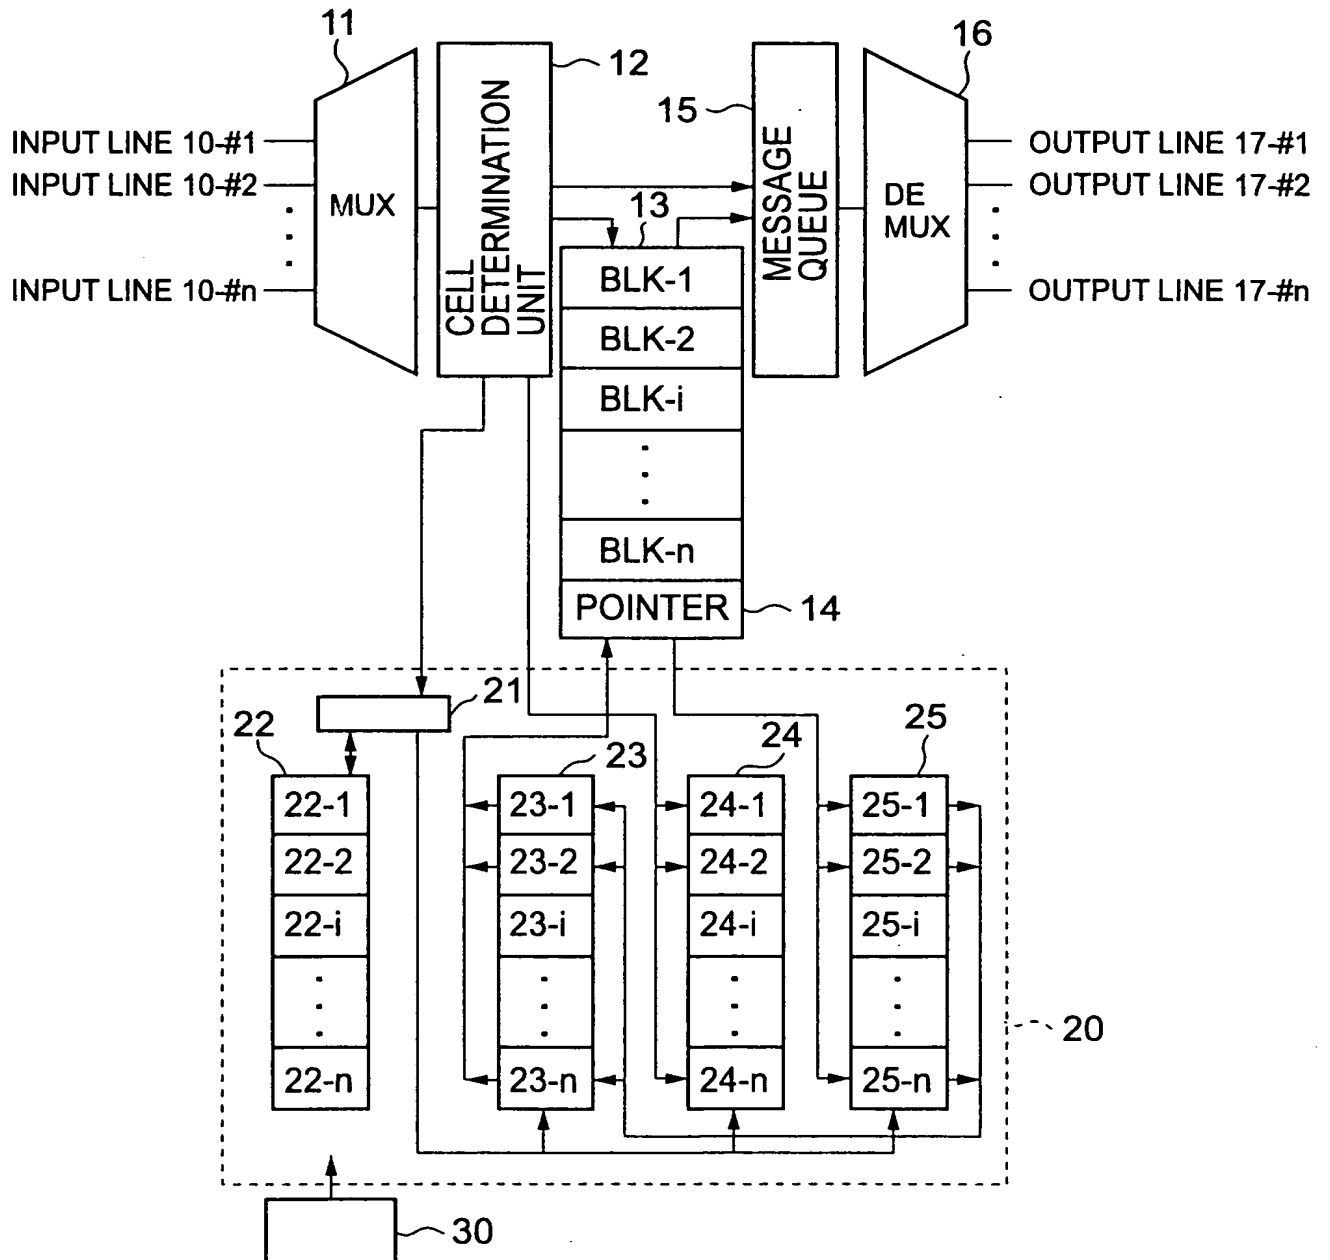 11
12
15
16
INPUT LINE 10-#1
INPUT LINE 10-#2
INPUT LINE 10-#n
MUX
CELL
DETERMINATION
UNIT
13
MESSAGE
QUEUE
DE
MUX
OUTPUT LINE 17-#1
OUTPUT LINE 17-#2
OUTPUT LINE 17-#n
BLK-1
BLK-2
BLK-i
BLK-n
POINTER
14
21
22
23
24
25
22-1
22-2
22-i
22-n
23-1
23-2
23-i
23-n
24-1
24-2
24-i
24-n
25-1
25-2
25-i
25-n
20
30